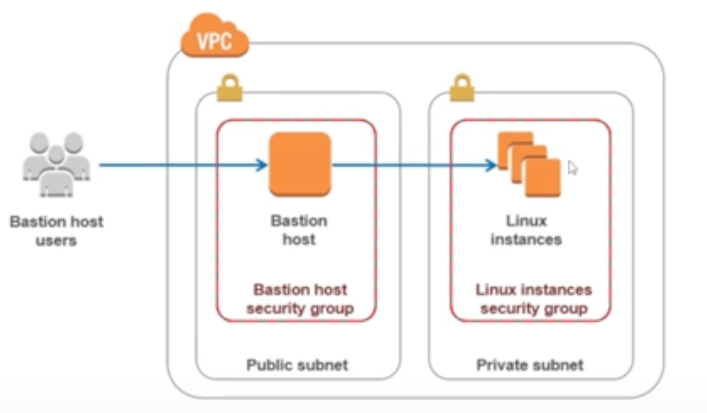 VPC
Bastion host
users
Bastion
host
Linux
instances
Bastion host
security group
Linux instances
security group
Public subnet
Private subnet